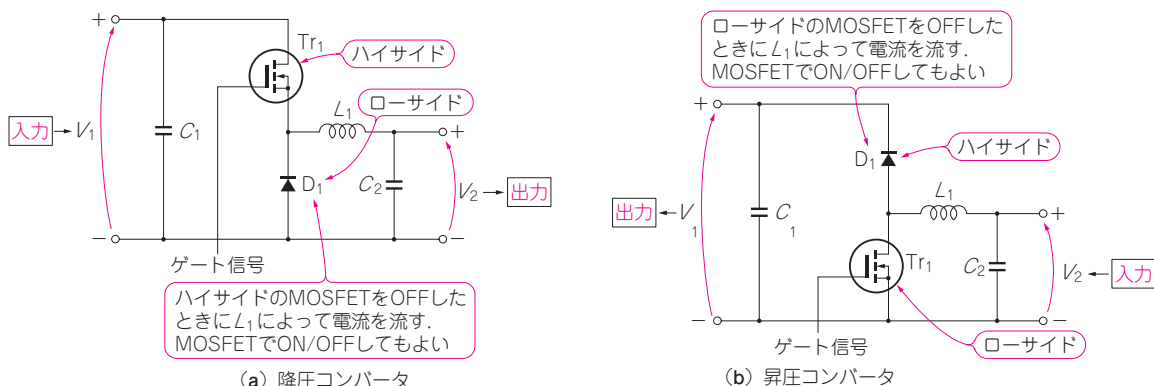 Tr1
ハイサイド
L1
ローサイド
+
+
入力
V1
C1
D1
C2
V2
出力
−
−
ゲート信号
ハイサイドのMOSFETをOFFした
ときにL1によって電流を流す.
MOSFETでON/OFFしてもよい
(a) 降圧コンバータ
ローサイドのMOSFETをOFFした
ときにL1によって電流を流す.
MOSFETでON/OFFしてもよい
+
D1
ハイサイド
L1
+
出力
V1
C1
Tr1
C2
V2
入力
−
−
ゲート信号
ローサイド
(b) 昇圧コンバータ